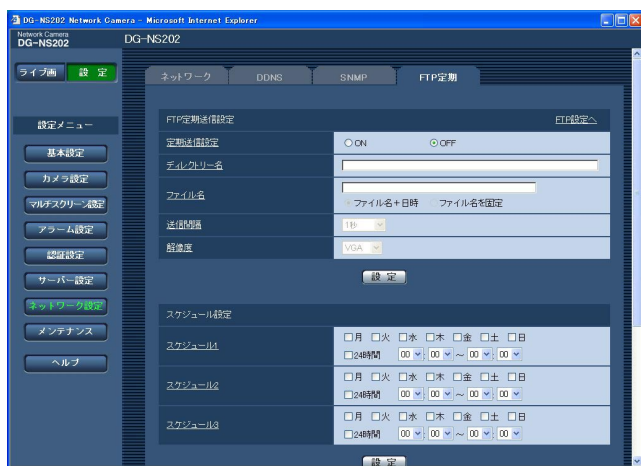 DG-NS202 Network Camera - Microsoft Internet Explorer
Network Camera
DG-NS202
DG-NS202
ライブ画 設 定
ネットワーク DDNS SNMP FTP定期
設定メニュー
基本設定
カメラ設定
マルチスクリーン設定
アラーム設定
認証設定
サーバー設定
ネットワーク設定
メンテナンス
ヘルプ
FTP定期送信設定 FTP設定へ
定期送信設定 ON OFF
ディレクトリー名
ファイル名
ファイル名+日時 ファイル名を固定
送信間隔 1秒
解像度 VGA
設 定
スケジュール設定
スケジュール1
月 火 水 木 金 土 日
24時間 00 : 00 ~ 00 : 00
スケジュール2
月 火 水 木 金 土 日
24時間 00 : 00 ~ 00 : 00
スケジュール3
月 火 水 木 金 土 日
24時間 00 : 00 ~ 00 : 00
設 定